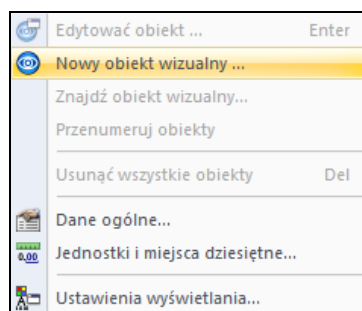 Edytować obiekt ... Enter
Nowy obiekt wizualny ...
Znajdź obiekt wizualny...
Przenumeruj obiekty
Usunąć wszystkie obiekty Del
Dane ogólne...
0,00 Jednostki i miejsca dziesiętne...
Ustawienia wyświetlania...